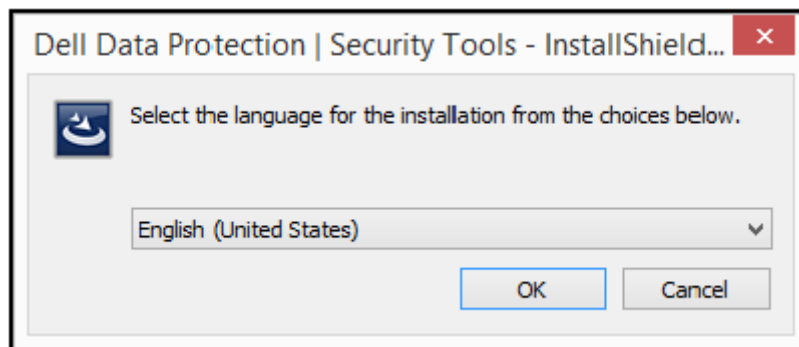 Dell Data Protection | Security Tools - InstallShield...
Select the language for the installation from the choices below.
English (United States)
OK
Cancel